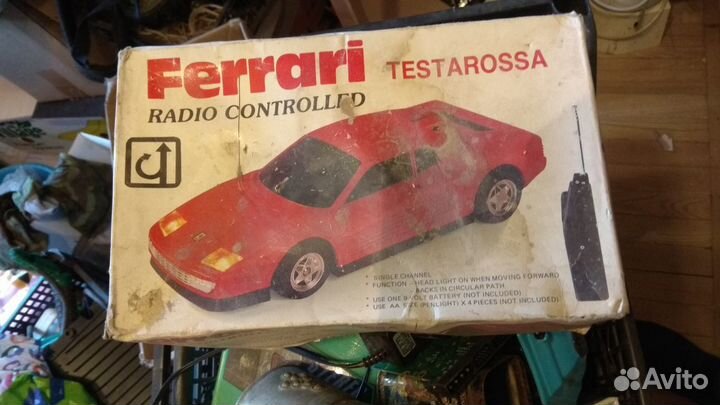 Ferrari TESTAROSSA
RADIO CONTROLLED
* SINGLE CHANNEL
* FUNCTION - HEAD LIGHT ON WHEN MOVING FORWARD
- BACKS IN CIRCULAR PATH
* USE ONE 9-VOLT BATTERY (NOT INCLUDED)
* USE AA SIZE (PENLIGHT) X 4 PIECES (NOT INCLUDED)
Avito